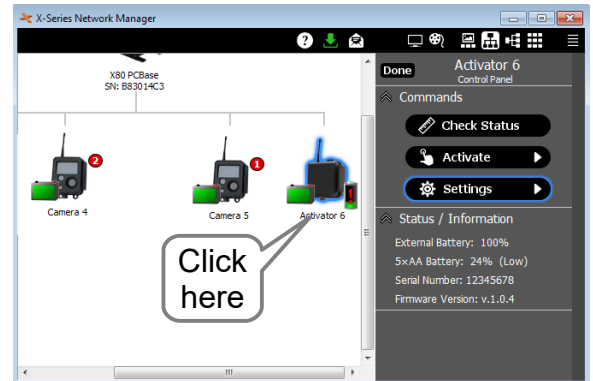 X-Series Network Manager
?
X80 PCBase
SN: B83014C3
2
Camera 4
1
Camera 5
Activator 6
Click
here
Done
Activator 6
Control Panel
Commands
Check Status
Activate
Settings
Status / Information
External Battery: 100%
5×AA Battery: 24% (Low)
Serial Number: 12345678
Firmware Version: v.1.0.4